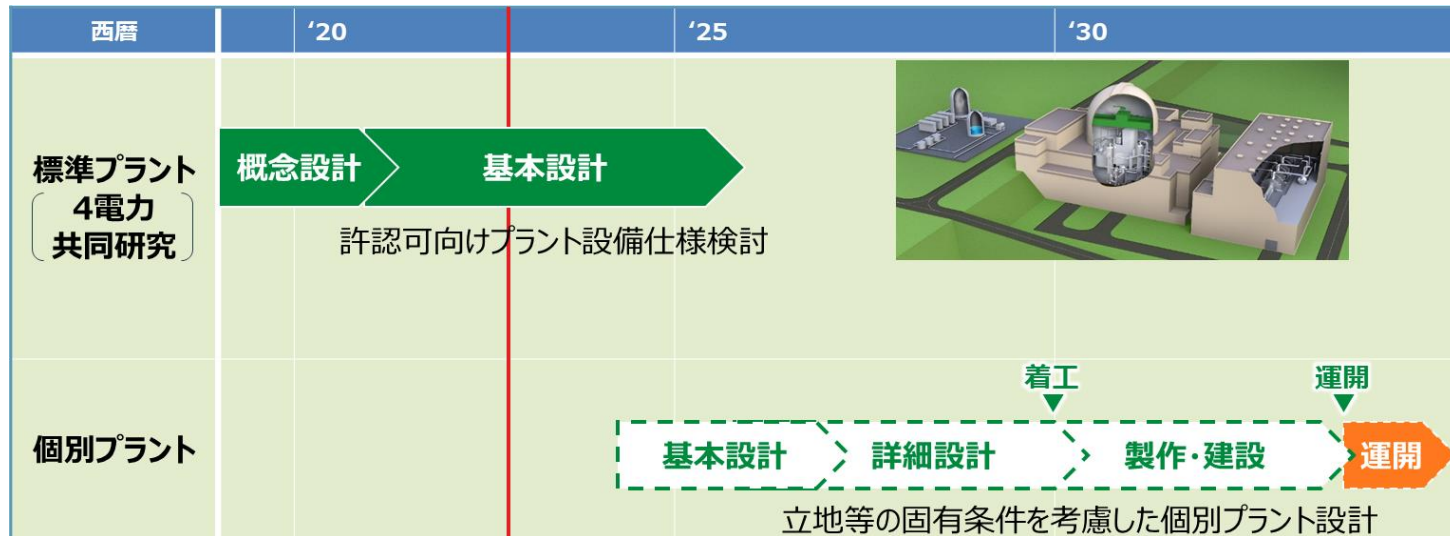 西暦 ‘20 ‘25 ‘30
標準プラント
4電力
共同研究
概念設計 基本設計
許認可向けプラント設備仕様検討
着工 運開
個別プラント
基本設計 詳細設計 製作・建設 運開
立地等の固有条件を考慮した個別プラント設計